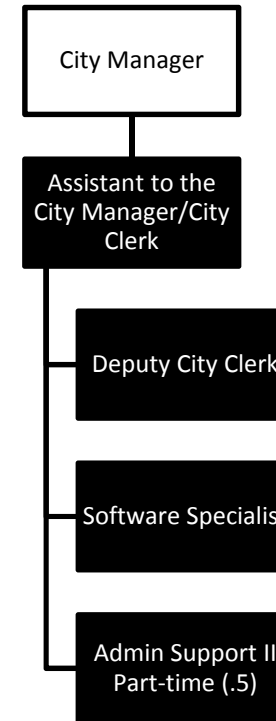 City Manager
Assistant to the
City Manager/City
Clerk
Deputy City Clerk
Software Specialis
Admin Support II
Part-time (.5)